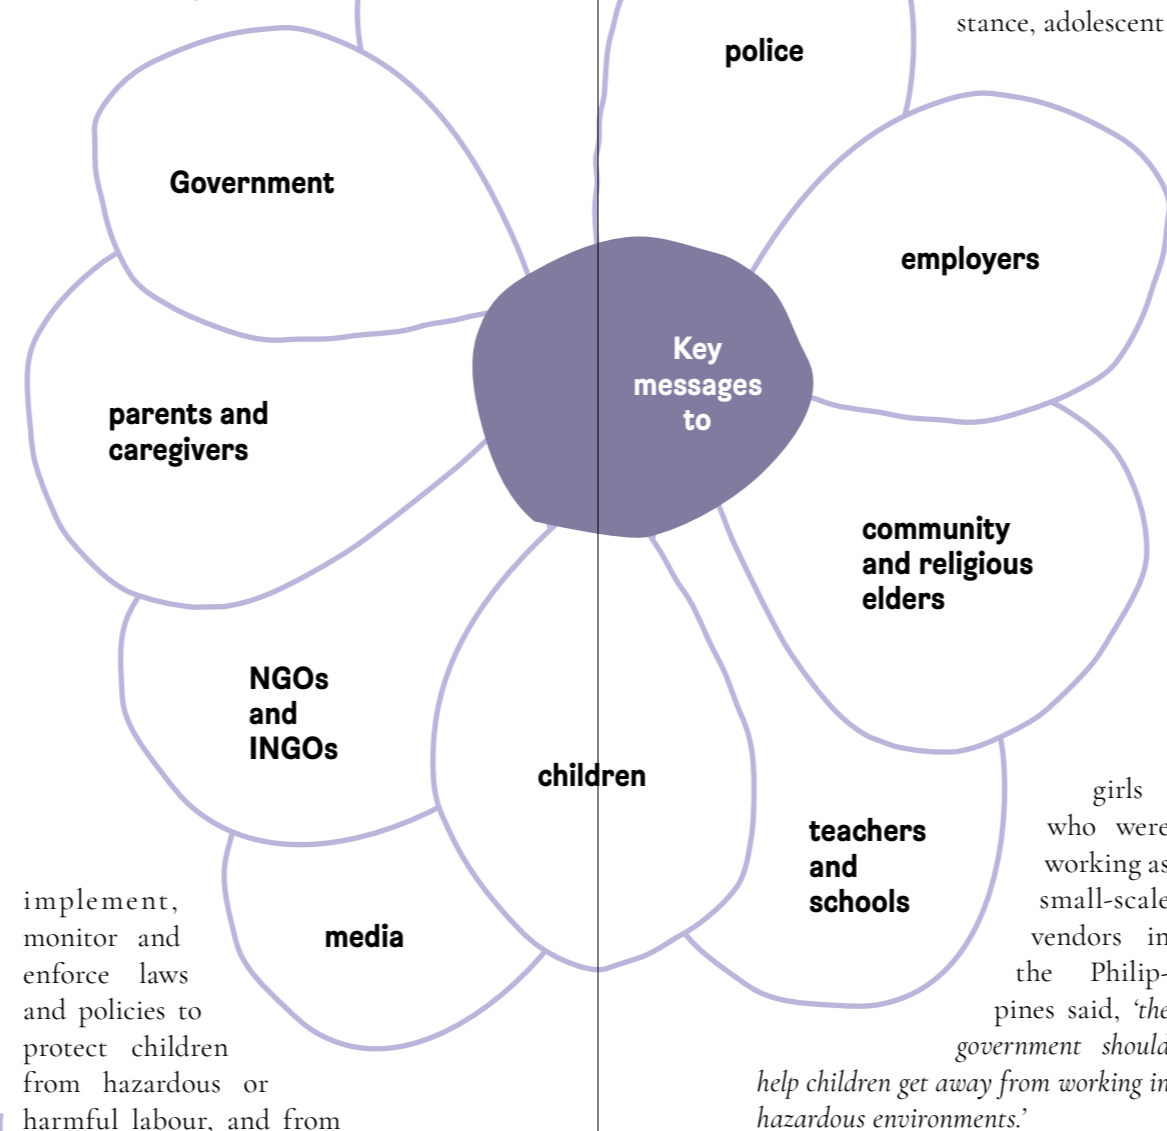 stance, adolescent
police
Government
employers
Key
messages
to
parents and
caregivers
community
and religious
elders
NGOs
and
INGOs
children
teachers
and
schools
media
implement,
monitor and
enforce laws
and policies to
protect children
from hazardous or
harmful labour, and from
girls
who were
working as
small-scale
vendors in
the Philip-
pines said, ‘the
government should
help children get away from working in
hazardous environments.’